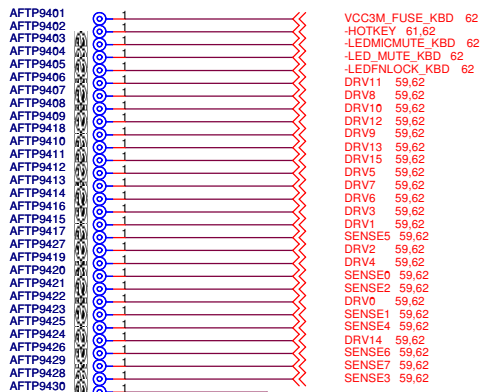 AFTP9401 1 VCC3M_FUSE_KBD 62
AFTP9402 1 -HOTKEY 61,62
AFTP9403 1 -LEDMICMUTE_KBD 62
AFTP9404 1 -LED_MUTE_KBD 62
AFTP9405 1 -LEDFNLOCK_KBD 62
AFTP9406 1 DRV11 59,62
AFTP9407 1 DRV8 59,62
AFTP9408 1 DRV10 59,62
AFTP9409 1 DRV12 59,62
AFTP9418 1 DRV9 59,62
AFTP9410 1 DRV13 59,62
AFTP9411 1 DRV15 59,62
AFTP9412 1 DRV5 59,62
AFTP9413 1 DRV7 59,62
AFTP9414 1 DRV6 59,62
AFTP9416 1 DRV3 59,62
AFTP9415 1 DRV1 59,62
AFTP9417 1 SENSE5 59,62
AFTP9427 1 DRV2 59,62
AFTP9419 1 DRV4 59,62
AFTP9420 1 SENSE0 59,62
AFTP9421 1 SENSE2 59,62
AFTP9422 1 DRV0 59,62
AFTP9423 1 SENSE1 59,62
AFTP9425 1 SENSE4 59,62
AFTP9424 1 DRV14 59,62
AFTP9426 1 SENSE6 59,62
AFTP9429 1 SENSE7 59,62
AFTP9428 1 SENSE3 59,62
AFTP9430 1